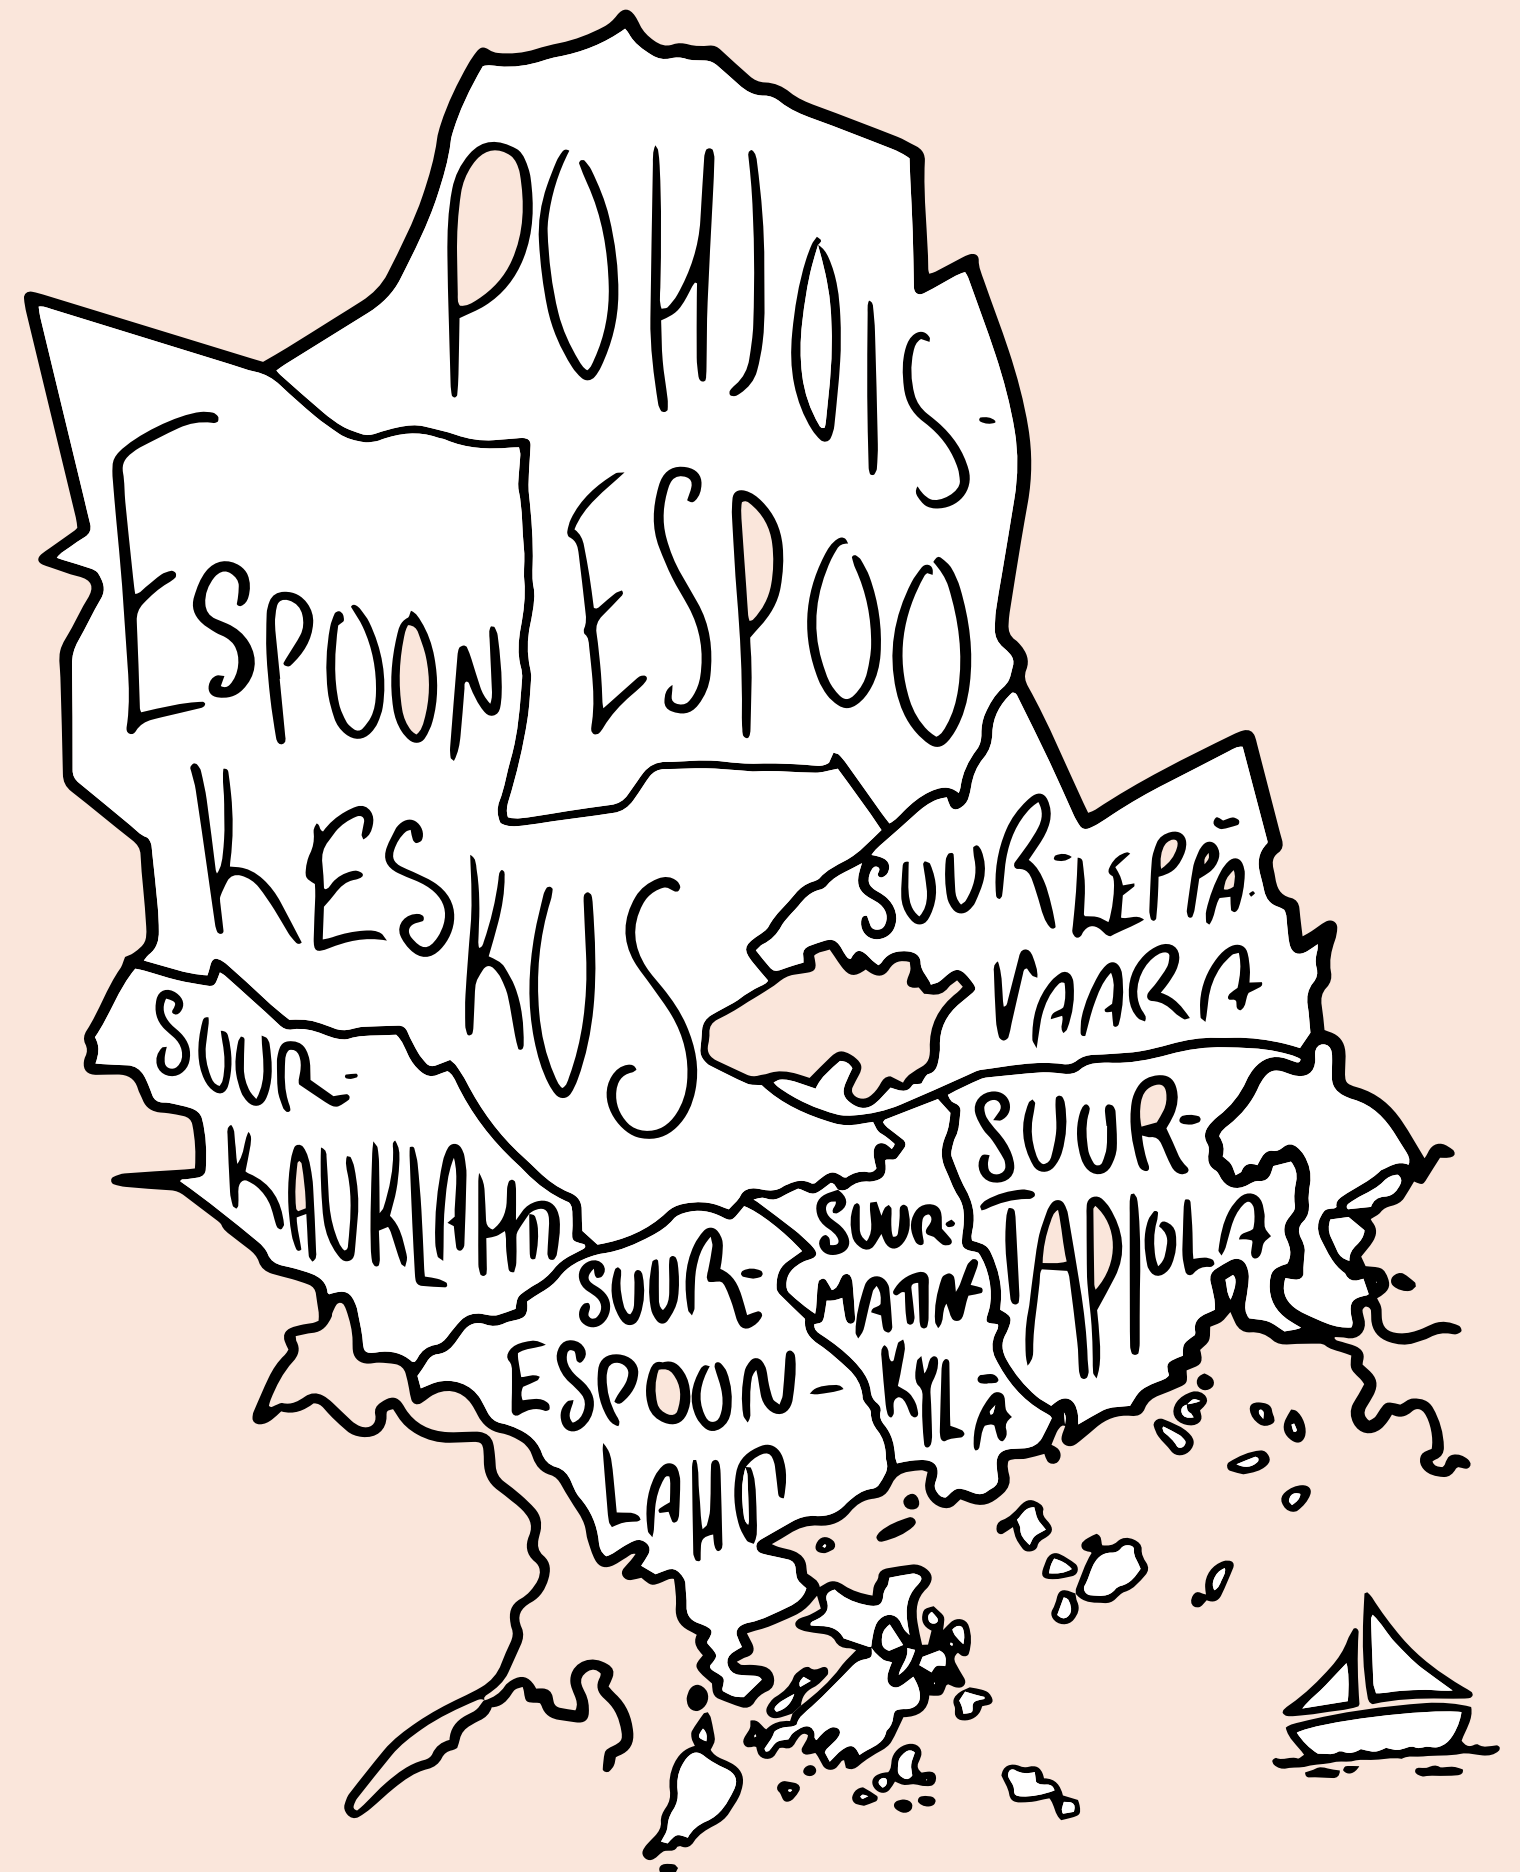 POHJOIS-
ESPOO
ESPOON
KESKUS
SUUR-LEPPÄ-
VAARA
SUUR-
KAUKLAHTI
SUUR-
TAPIOLA
SUUR-
MATIN-
KYLÄ
SUUR-
ESPOON-
LAHTI